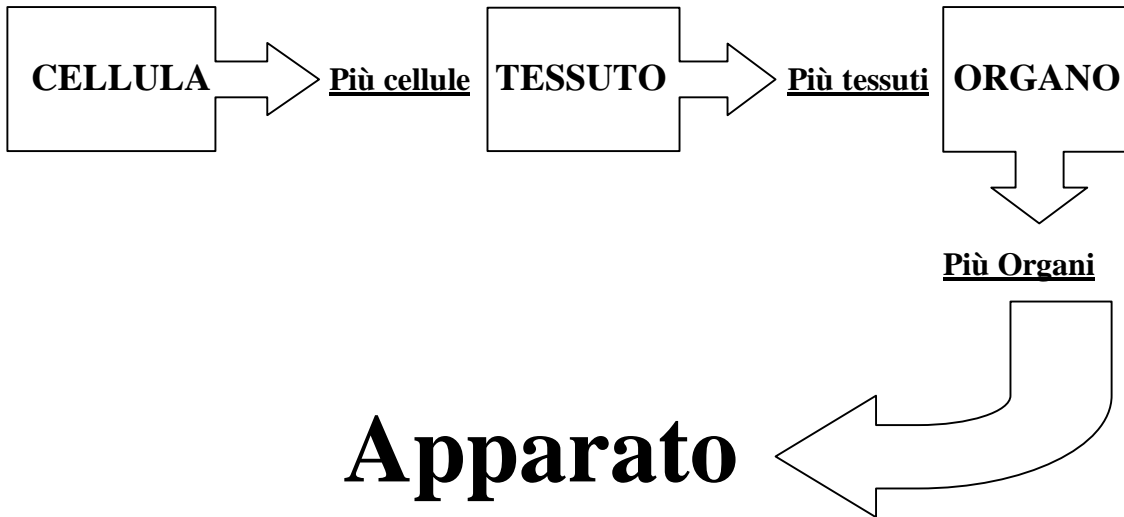 CELLULA Più cellule TESSUTO Più tessuti ORGANO
Più Organi
Apparato